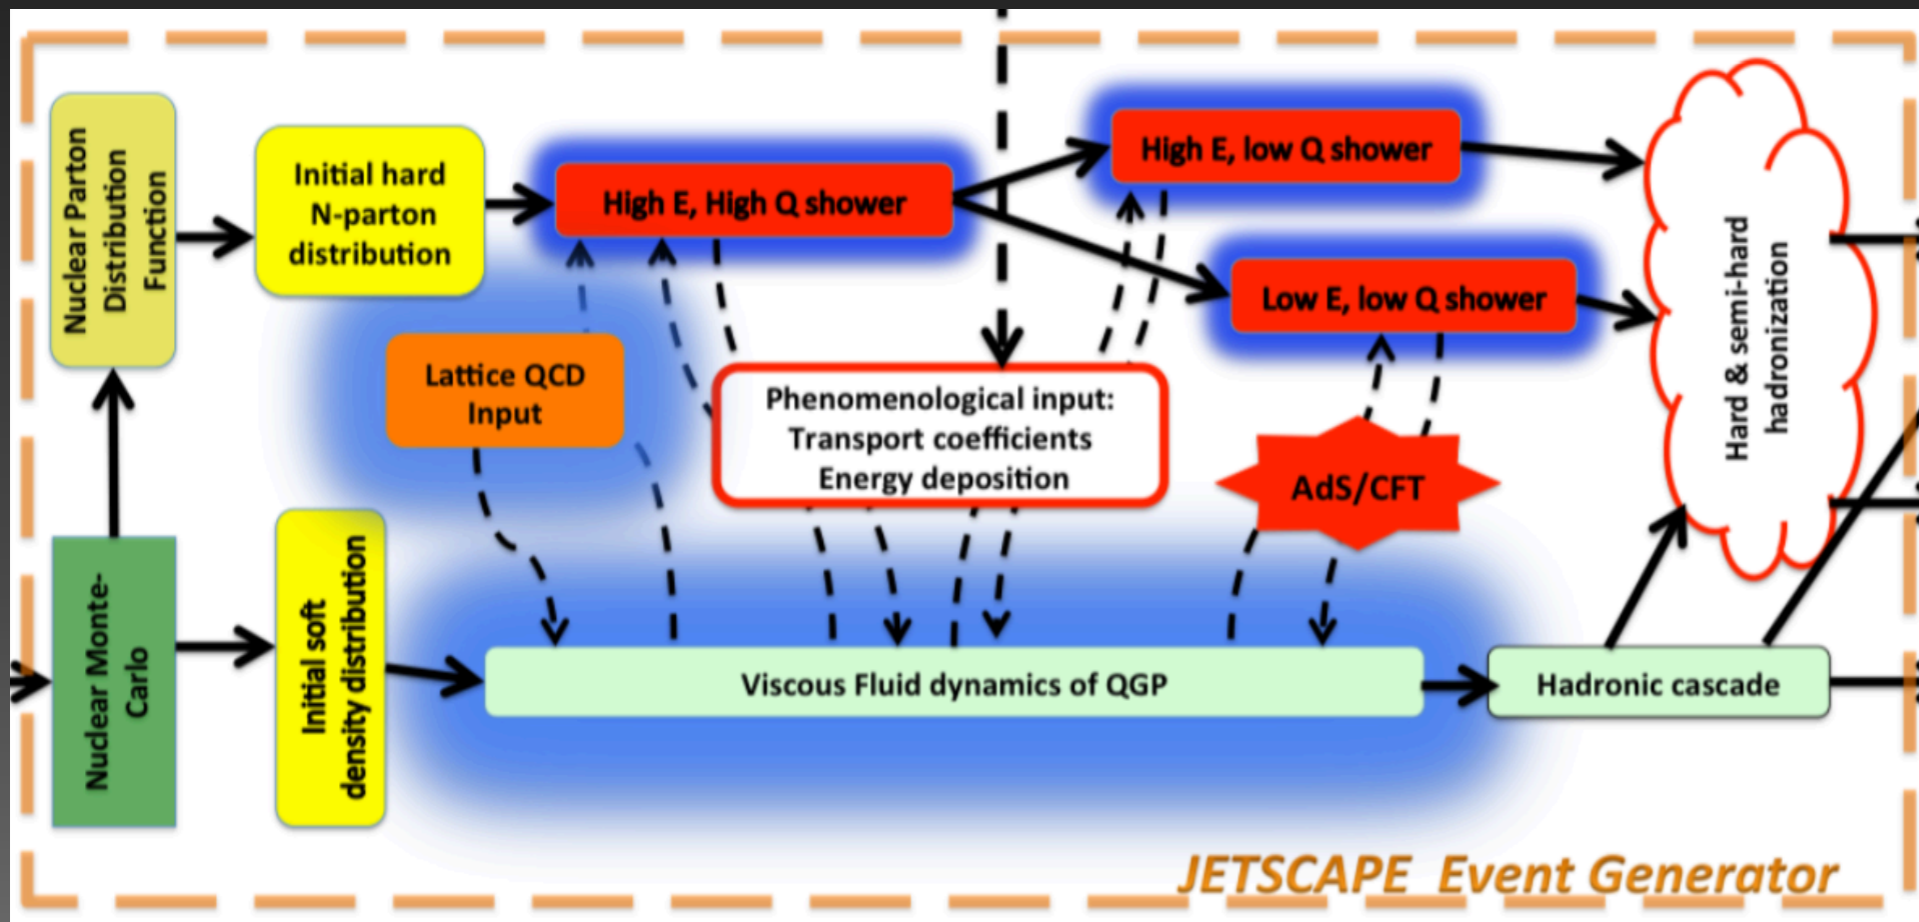 Nuclear Parton
Distribution
Function
Initial hard
N-parton
distribution
High E, High Q shower
High E, low Q shower
Low E, low Q shower
Hard & semi-hard
hadronization
Lattice QCD
Input
Phenomenological input:
Transport coefficients
Energy deposition
AdS/CFT
Nuclear Monte-
Carlo
Initial soft
density distribution
Viscous Fluid dynamics of QGP
Hadronic cascade
JETSCAPE Event Generator